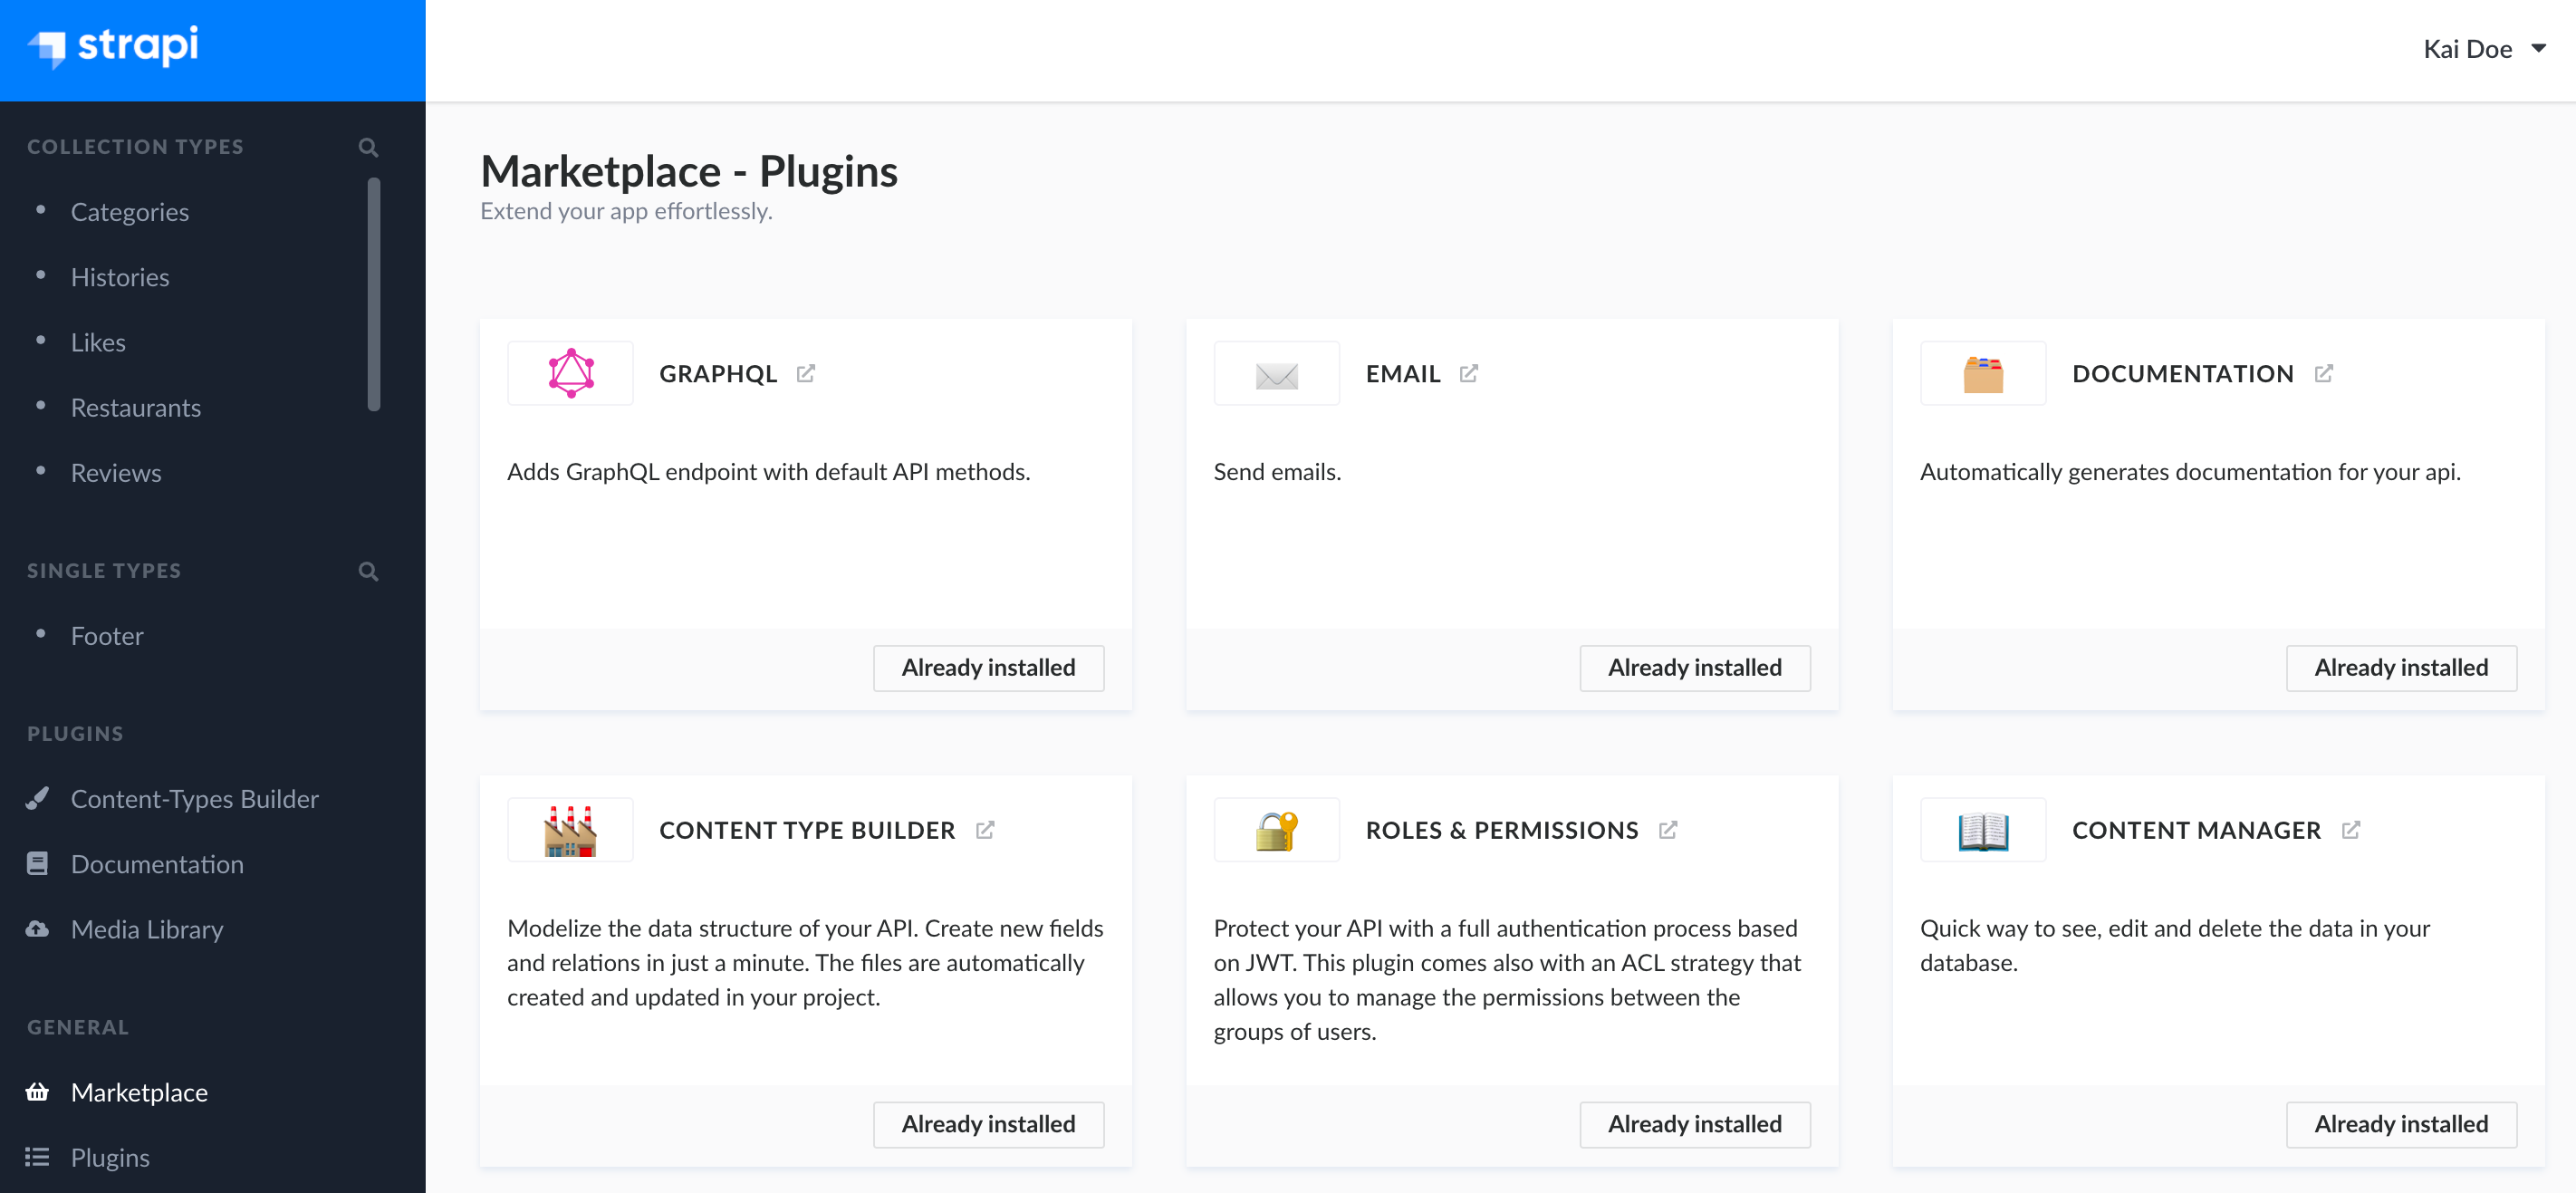 strapi
Kai Doe
COLLECTION TYPES
Categories
Histories
Likes
Restaurants
Reviews
SINGLE TYPES
Footer
PLUGINS
Content-Types Builder
Documentation
Media Library
GENERAL
Marketplace
Plugins
Marketplace - Plugins
Extend your app effortlessly.
GRAPHQL
Adds GraphQL endpoint with default API methods.
Already installed
EMAIL
Send emails.
Already installed
DOCUMENTATION
Automatically generates documentation for your api.
Already installed
CONTENT TYPE BUILDER
Modelize the data structure of your API. Create new fields
and relations in just a minute. The files are automatically
created and updated in your project.
Already installed
ROLES & PERMISSIONS
Protect your API with a full authentication process based
on JWT. This plugin comes also with an ACL strategy that
allows you to manage the permissions between the
groups of users.
Already installed
CONTENT MANAGER
Quick way to see, edit and delete the data in your
database.
Already installed